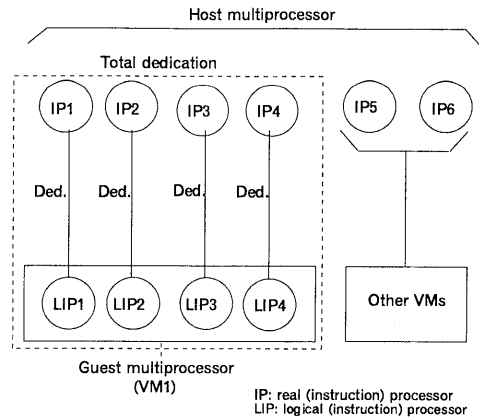 Host multiprocessor
Total dedication
IP1 IP2 IP3 IP4 IP5 IP6
Ded. Ded. Ded. Ded.
LIP1 LIP2 LIP3 LIP4 Other VMs
Guest multiprocessor
(VM1)
IP: real (instruction) processor
LIP: logical (instruction) processor